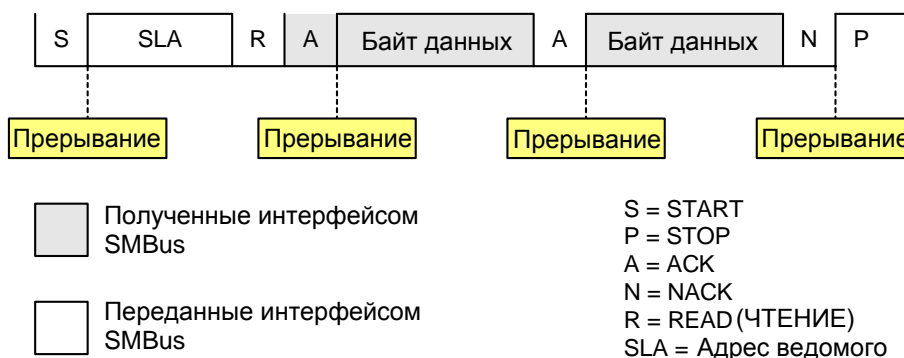 S SLA R A Байт данных A Байт данных N P
Прерывание Прерывание Прерывание Прерывание
Полученные интерфейсом
SMBus
Переданные интерфейсом
SMBus
S = START
P = STOP
A = ACK
N = NACK
R = READ (ЧТЕНИЕ)
SLA = Адрес ведомого